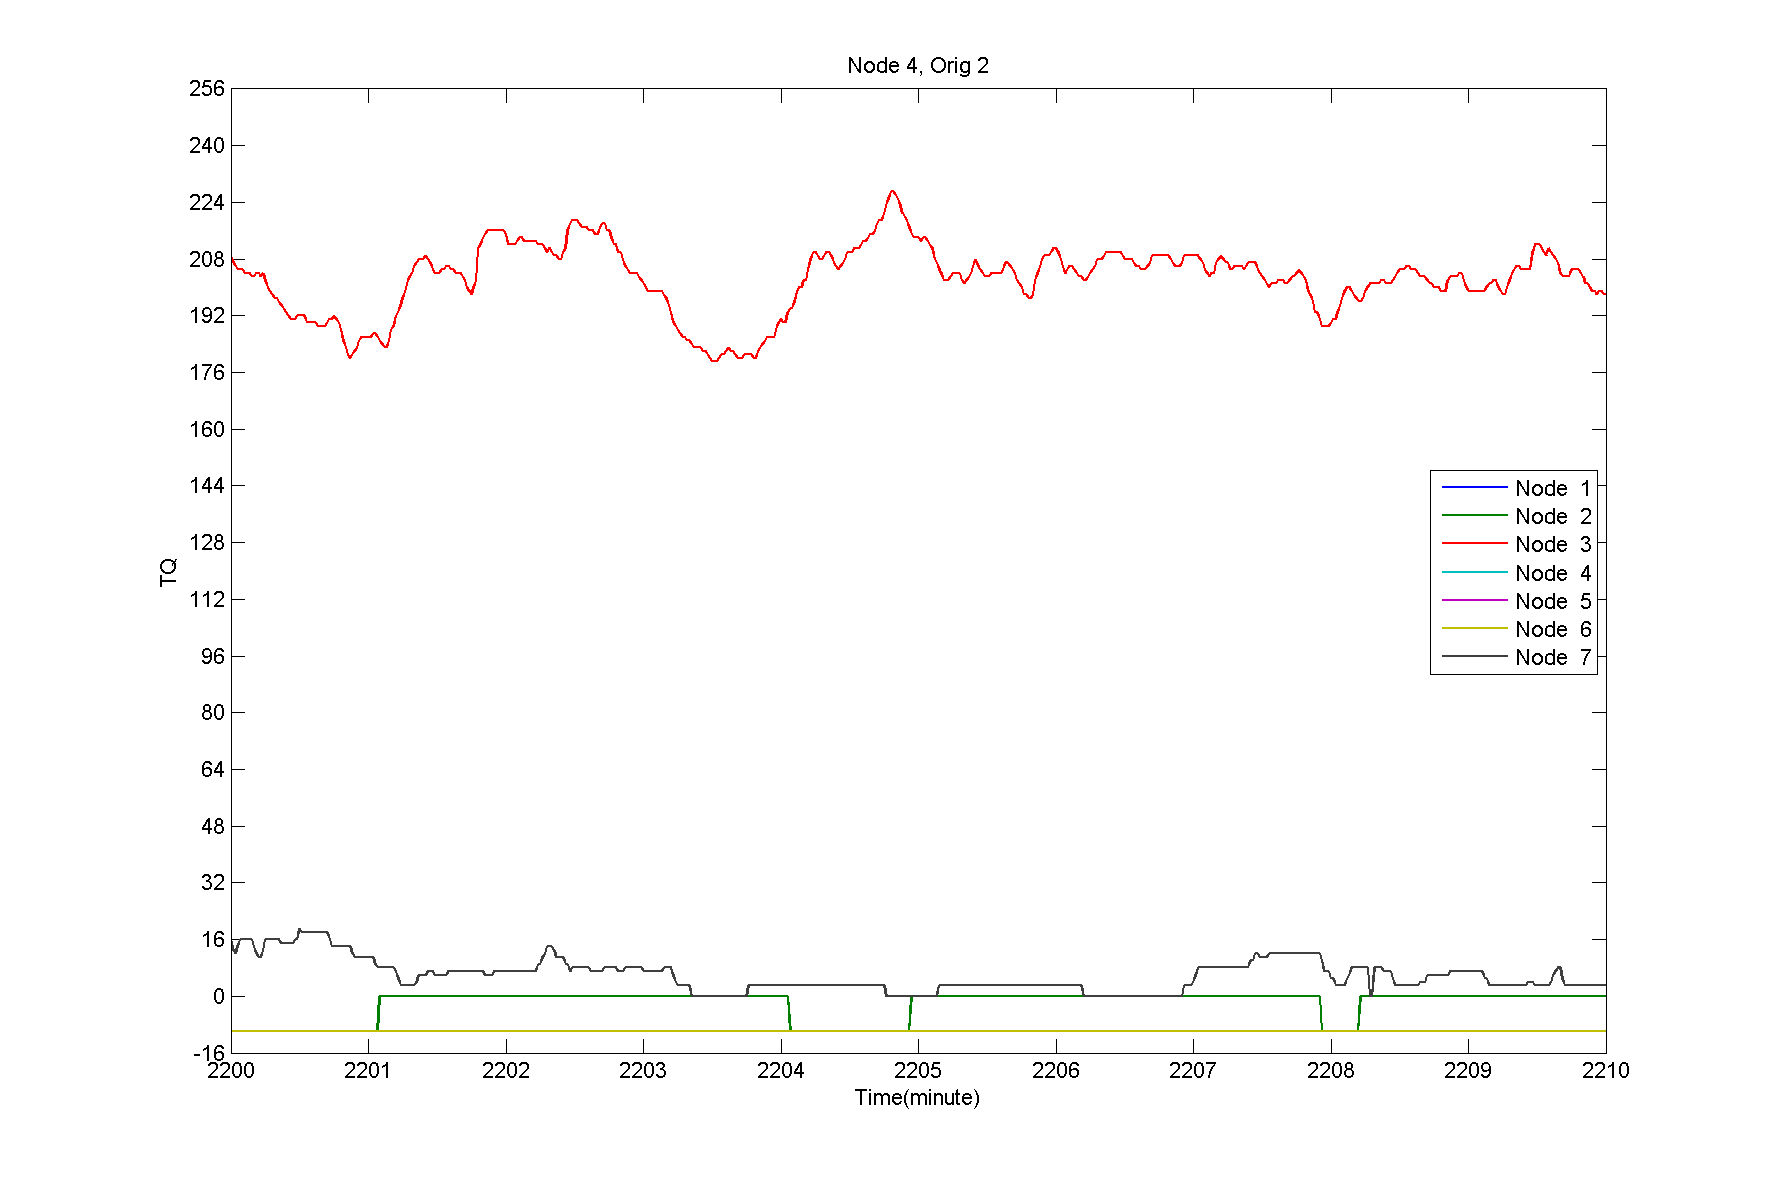 Node 4, Orig 2
256
240
224
208
192
176
160
144
128
112
96
80
64
48
32
16
0
-16
TQ
Node 1
Node 2
Node 3
Node 4
Node 5
Node 6
Node 7
2200 2201 2202 2203 2204 2205 2206 2207 2208 2209 2210
Time(minute)